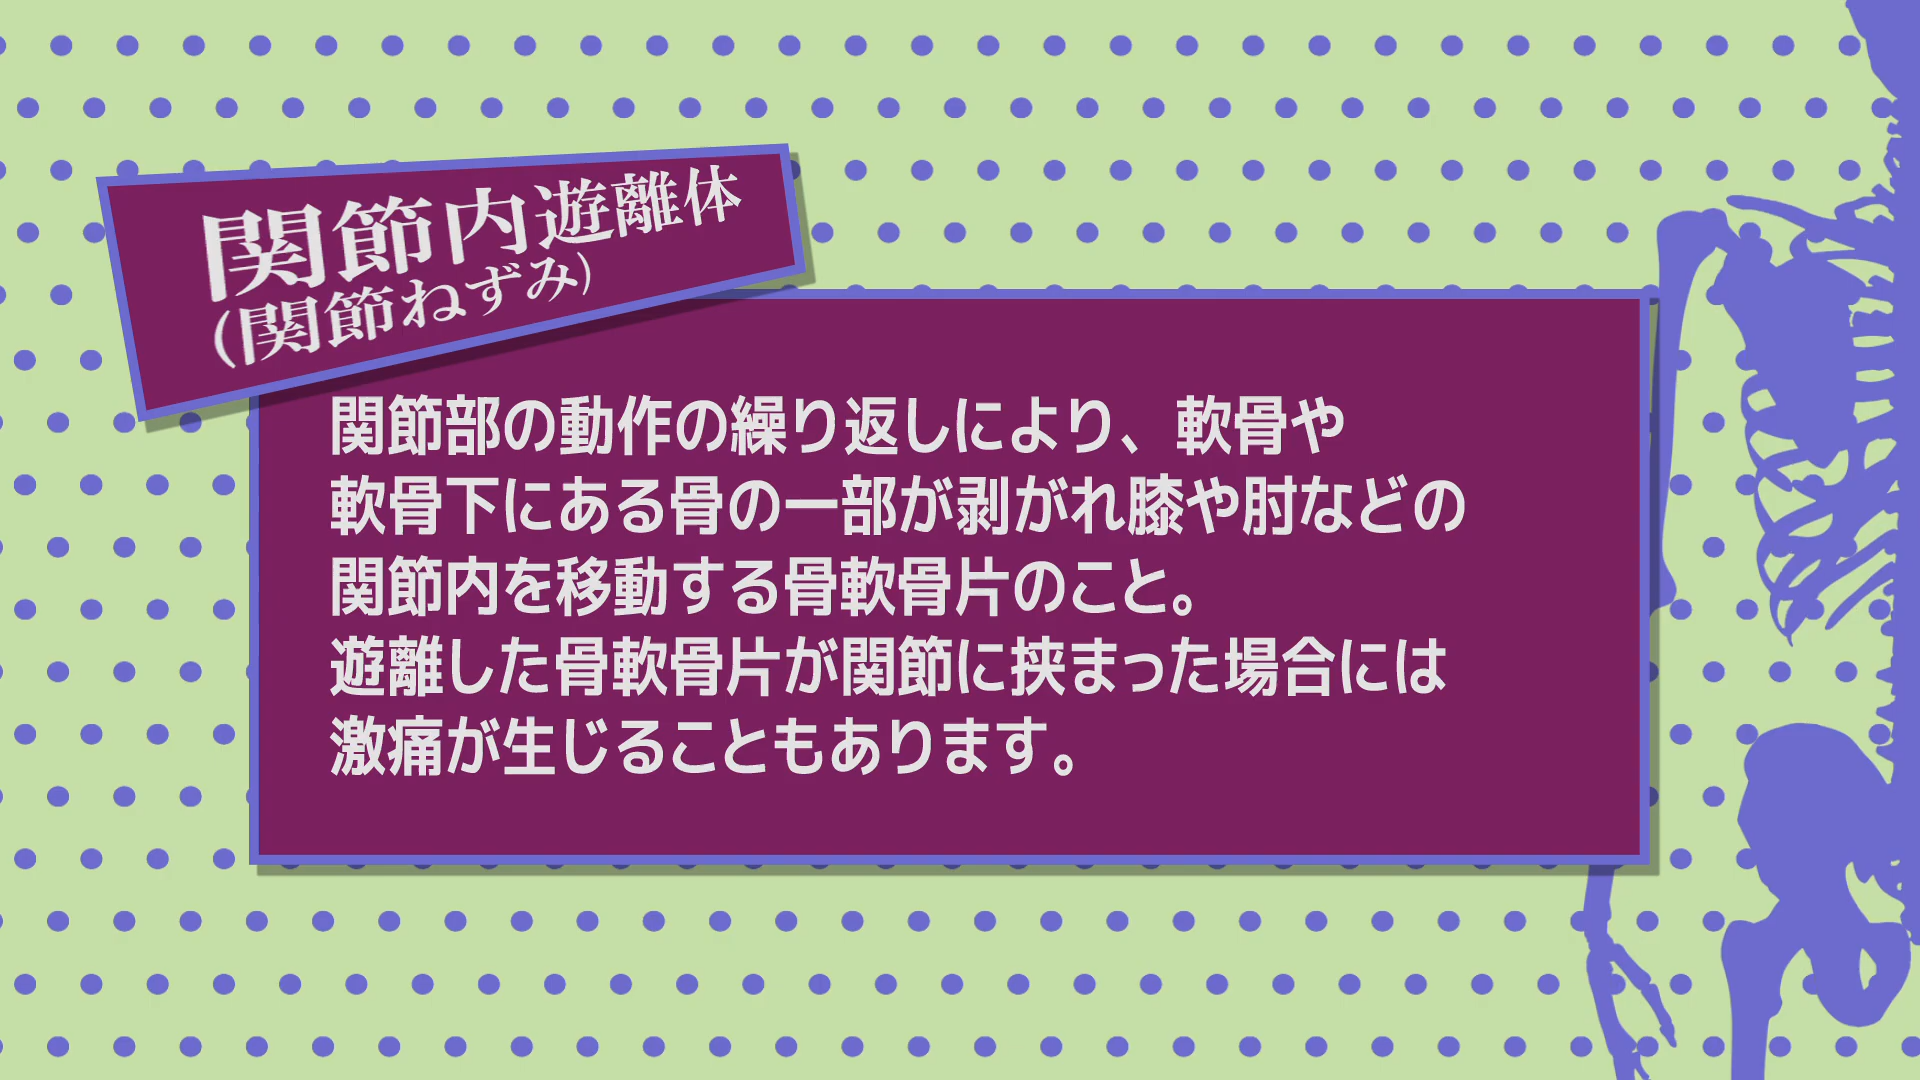 関節内遊離体
(関節ねずみ)
関節部の動作の繰り返しにより、軟骨や
軟骨下にある骨の一部が剥がれ膝や肘などの
関節内を移動する骨軟骨片のこと。
遊離した骨軟骨片が関節に挟まった場合には
激痛が生じることもあります。